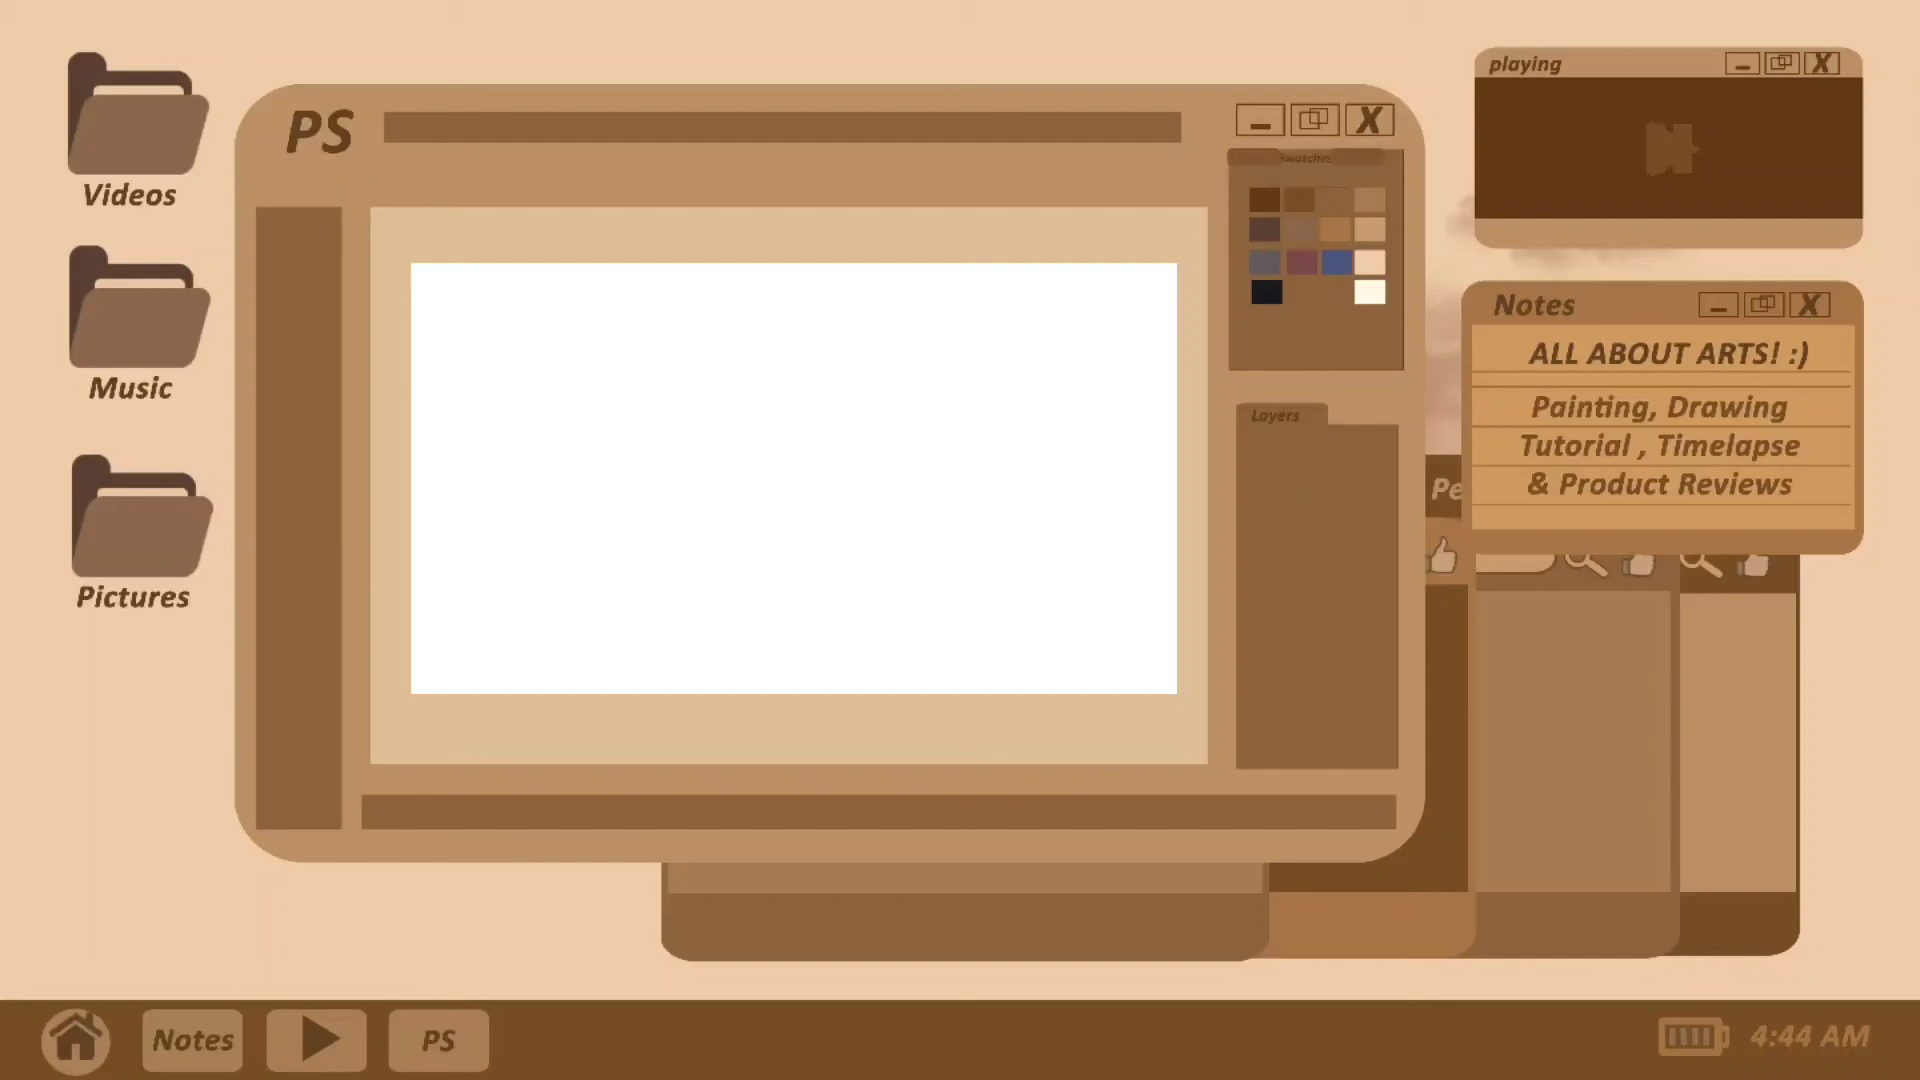 Videos
Music
Pictures
PS
Swatches
Layers
playing
Notes
ALL ABOUT ARTS! :)
Painting, Drawing
Tutorial , Timelapse
& Product Reviews
Pe
Notes
PS
4:44 AM